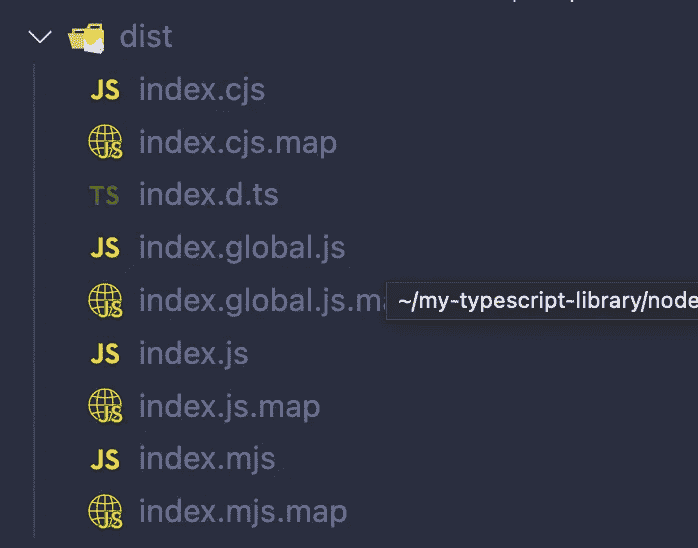 dist
JS index.cjs
JS index.cjs.map
TS index.d.ts
JS index.global.js
JS index.global.js.ma
~/my-typescript-library/node
JS index.js
JS index.js.map
JS index.mjs
JS index.mjs.map